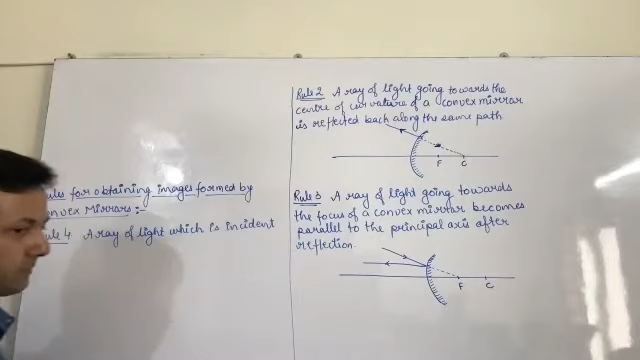 ules for obtaining images formed by
onvex Mirrors:-
ule 4 A ray of light which is incident
Rule 2 A ray of light going towards the
centre of curvature of a convex mirror
is reflected back along the same path
F C
Rule 3 A ray of light going towards
the focus of a convex mirror becomes
parallel to the principal axis after
reflection.
F C